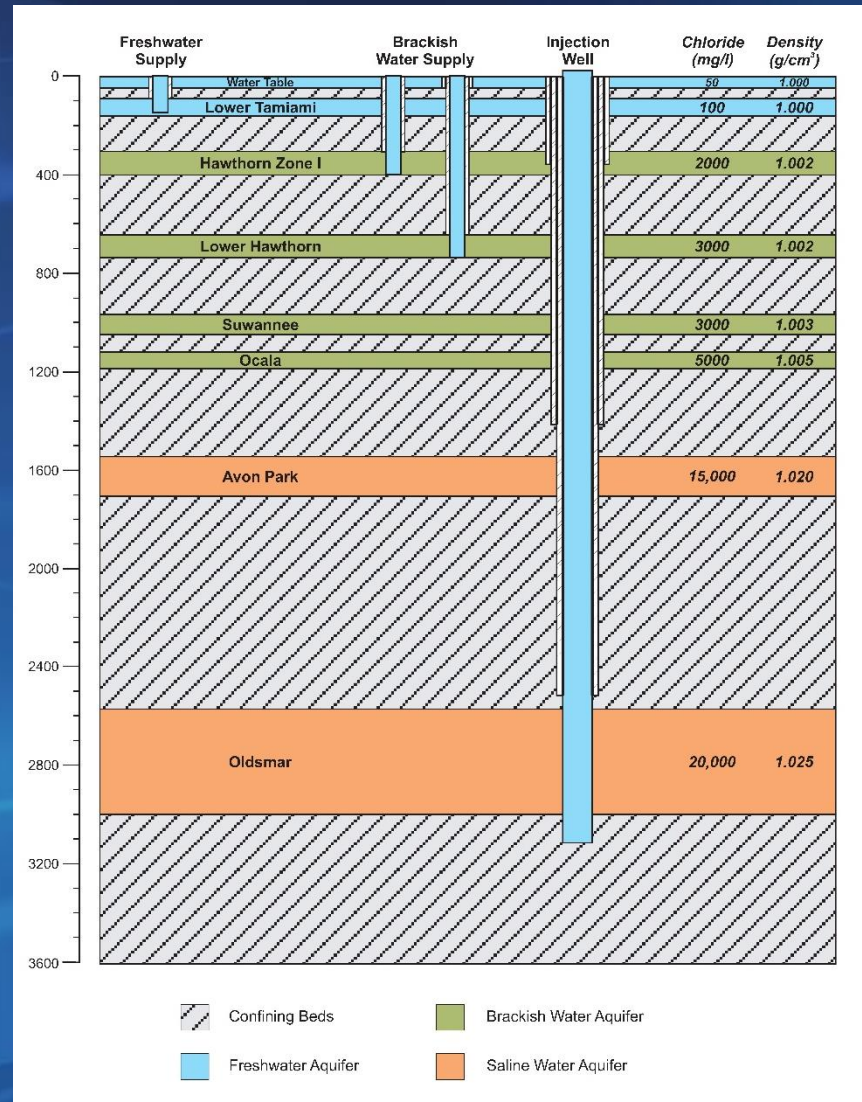 Freshwater
Supply
Brackish
Water Supply
Injection
Well
Chloride
(mg/l)
Density
(g/cm³)
0
Water Table 50 1.000
Lower Tamiami 100 1.000
Hawthorn Zone I 2000 1.002
400
Lower Hawthorn 3000 1.002
800
Suwannee 3000 1.003
Ocala 5000 1.005
1200
1600
Avon Park 15,000 1.020
2000
2400
Oldsmar 20,000 1.025
2800
3200
3600
Confining Beds
Brackish Water Aquifer
Freshwater Aquifer
Saline Water Aquifer